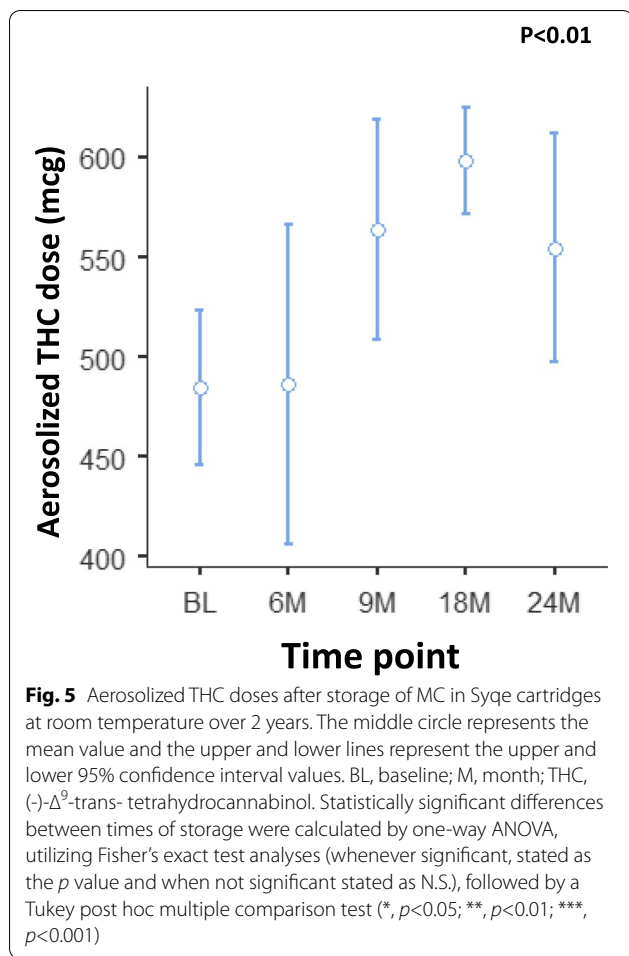 P<0.01
Aerosolized THC dose (mcg)
600
550
500
450
400
BL 6M 9M 18M 24M
Time point
Fig. 5 Aerosolized THC doses after storage of MC in Syqe cartridges
at room temperature over 2 years. The middle circle represents the
mean value and the upper and lower lines represent the upper and
lower 95% confidence interval values. BL, baseline; M, month; THC,
(-)-Δ⁹-trans- tetrahydrocannabinol. Statistically significant differences
between times of storage were calculated by one-way ANOVA,
utilizing Fisher’s exact test analyses (whenever significant, stated as
the p value and when not significant stated as N.S.), followed by a
Tukey post hoc multiple comparison test (*, p<0.05; **, p<0.01; ***,
p<0.001)